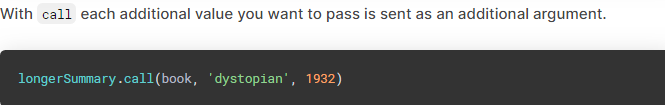 With call each additional value you want to pass is sent as an additional argument.
longerSummary.call(book, 'dystopian', 1932)